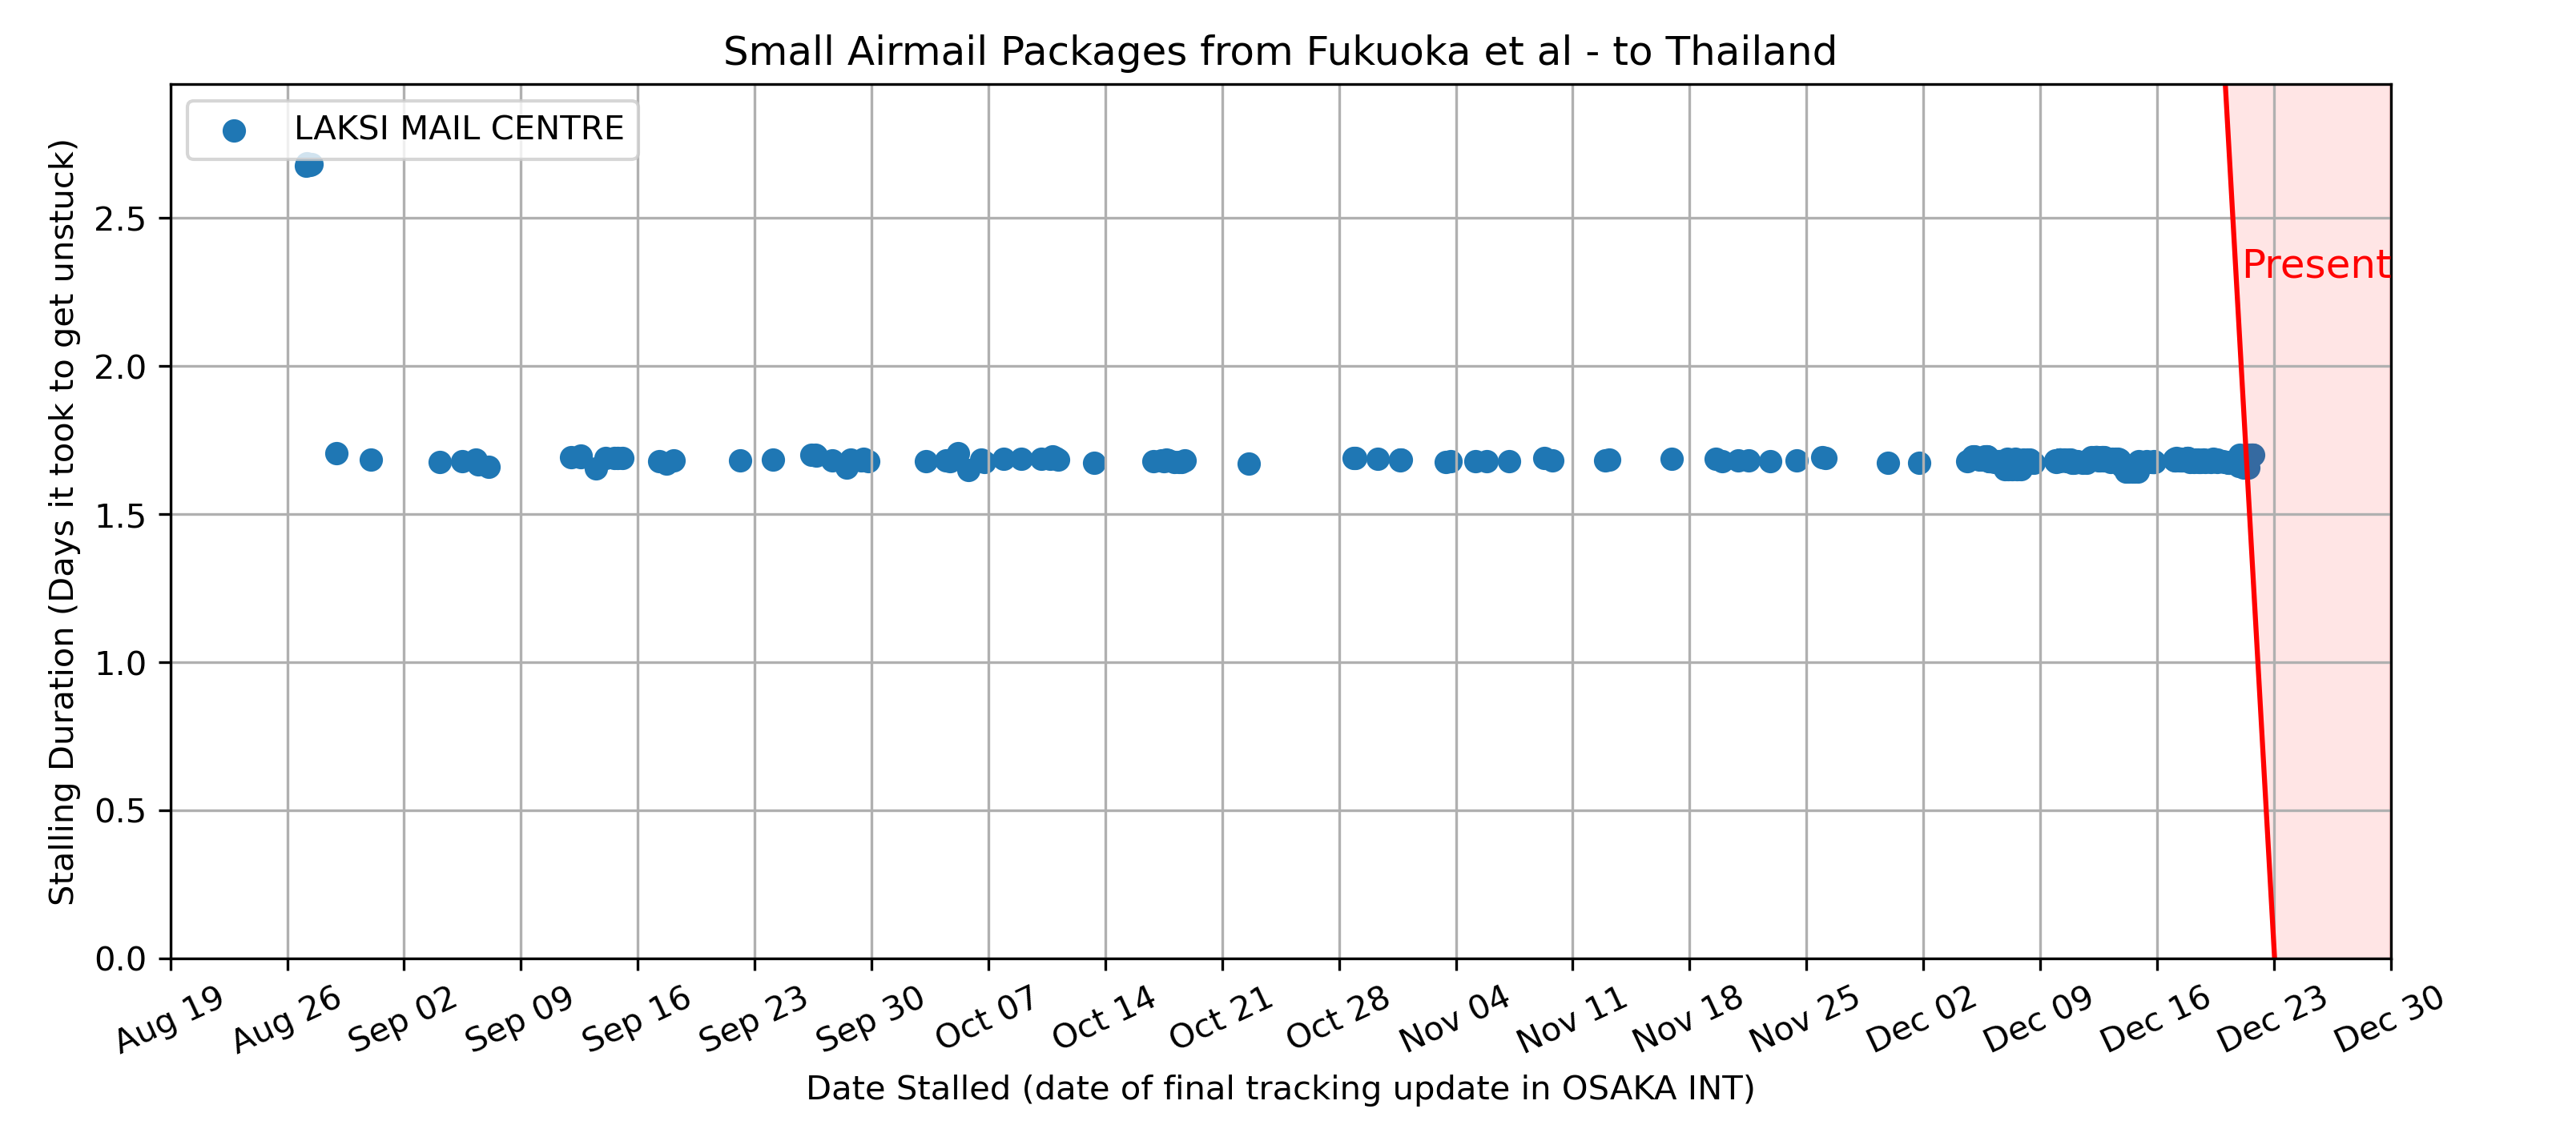 Small Airmail Packages from Fukuoka et al - to Thailand
LAKSI MAIL CENTRE
Present
Stalling Duration (Days it took to get unstuck)
2.5
2.0
1.5
1.0
0.5
0.0
Aug 19
Aug 26
Sep 02
Sep 09
Sep 16
Sep 23
Sep 30
Oct 07
Oct 14
Oct 21
Oct 28
Nov 04
Nov 11
Nov 18
Nov 25
Dec 02
Dec 09
Dec 16
Dec 23
Dec 30
Date Stalled (date of final tracking update in OSAKA INT)